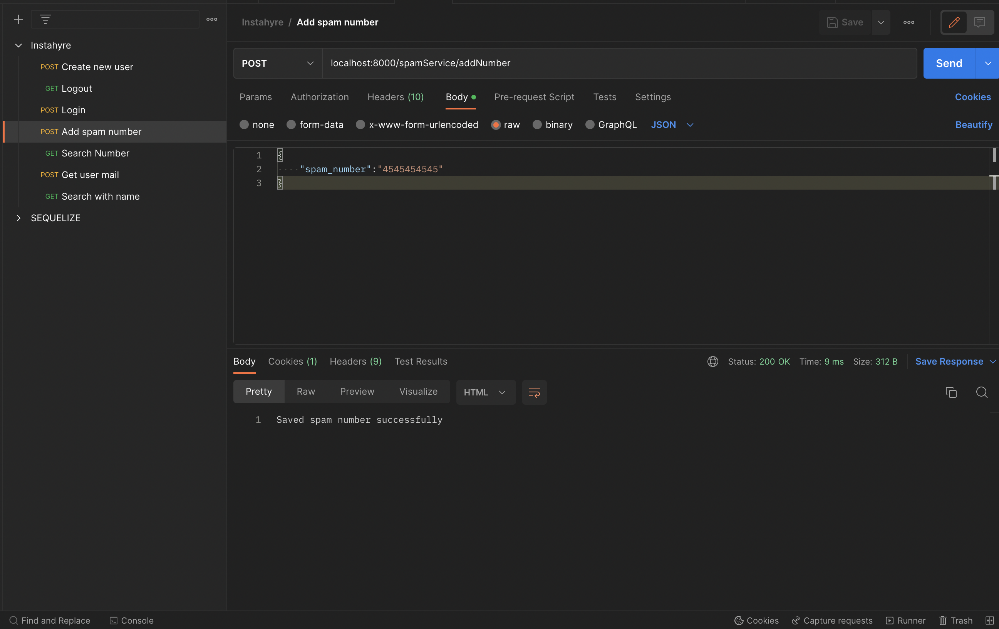 Instahyre
POST Create new user
GET Logout
POST Login
POST Add spam number
GET Search Number
POST Get user mail
GET Search with name
SEQUELIZE
Instahyre / Add spam number
Save
POST localhost:8000/spamService/addNumber Send
Params Authorization Headers (10) Body Pre-request Script Tests Settings Cookies
none form-data x-www-form-urlencoded raw binary GraphQL JSON Beautify
1 {
2 "spam_number":"4545454545"
3 }
Body Cookies (1) Headers (9) Test Results Status: 200 OK Time: 9 ms Size: 312 B Save Response
Pretty Raw Preview Visualize HTML
1 Saved spam number successfully
Find and Replace Console Cookies Capture requests Runner Trash